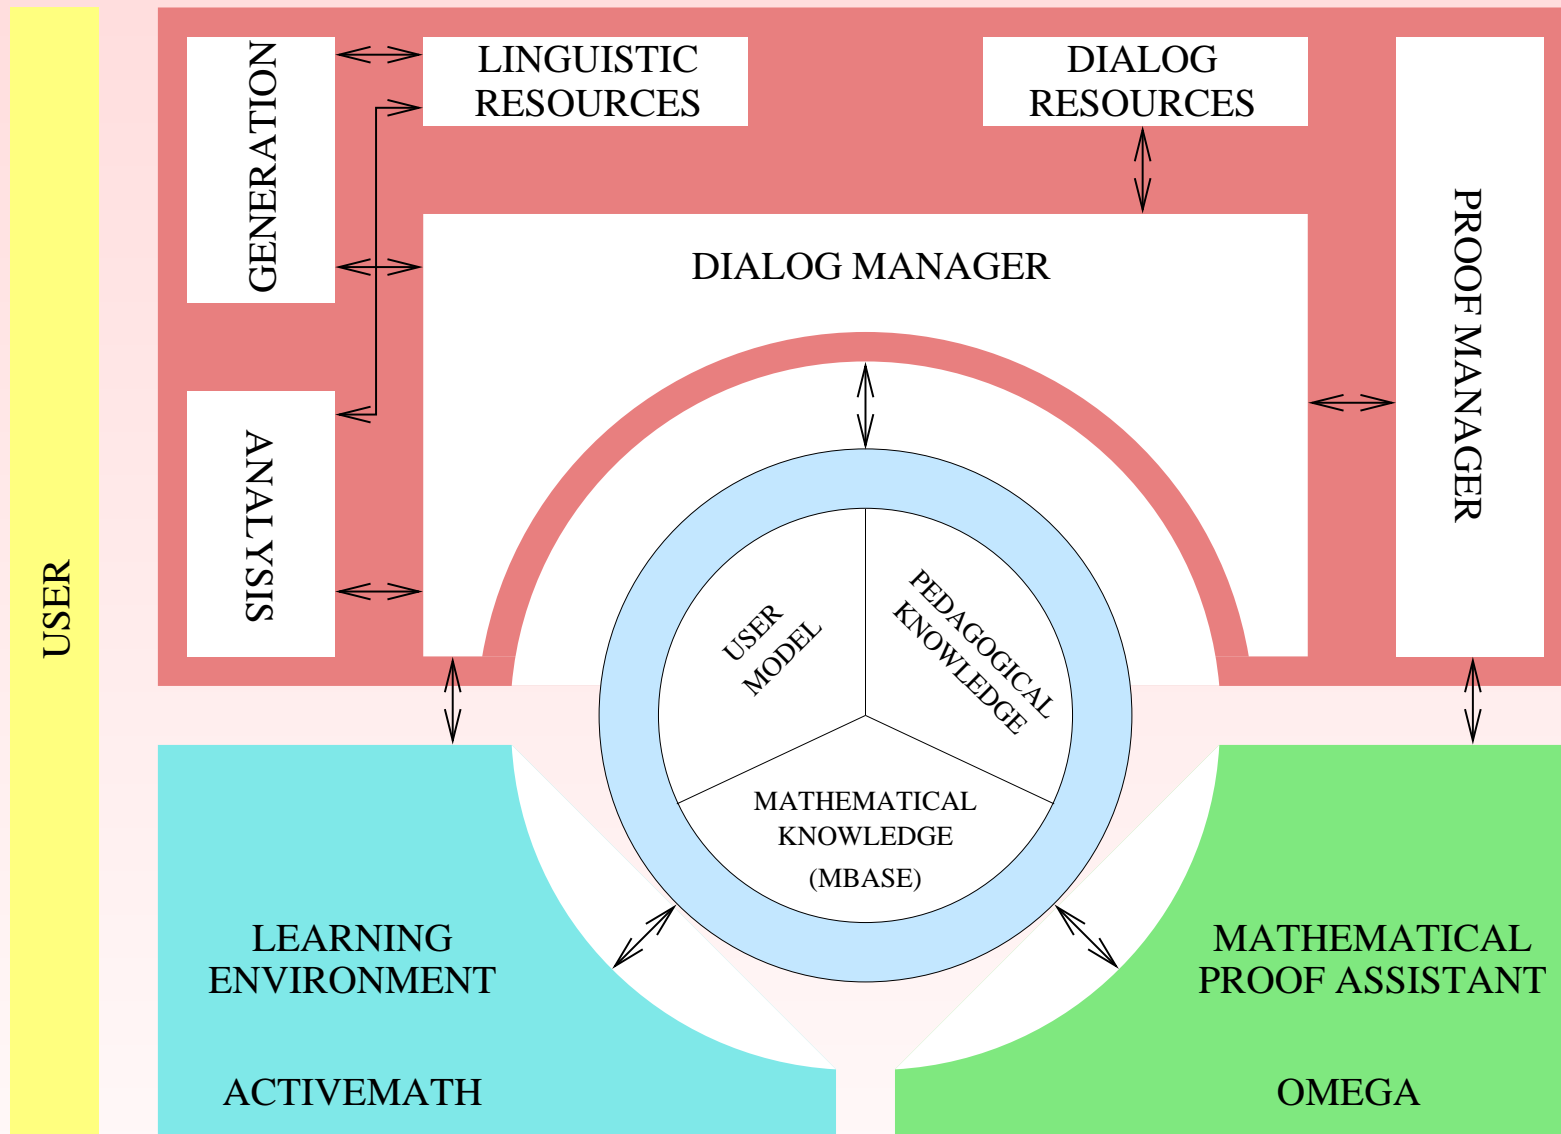 USER
GENERATION
LINGUISTIC
RESOURCES
DIALOG
RESOURCES
DIALOG MANAGER
PROOF MANAGER
ANALYSIS
USER
MODEL
PEDAGOGICAL
KNOWLEDGE
MATHEMATICAL
KNOWLEDGE
(MBASE)
LEARNING
ENVIRONMENT
ACTIVEMATH
MATHEMATICAL
PROOF ASSISTANT
OMEGA